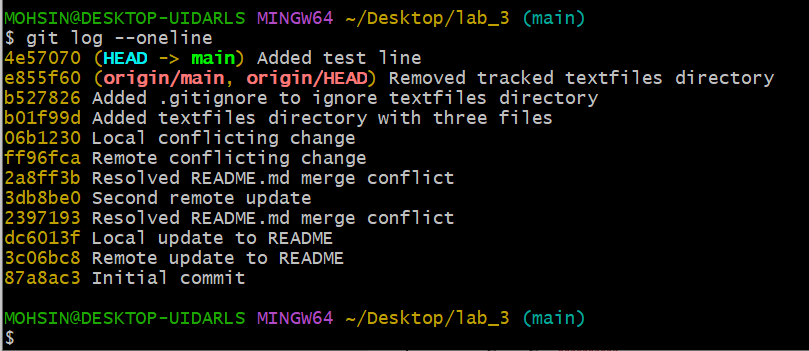 MOHSIN@DESKTOP-UIDARLS MINGW64 ~/Desktop/lab_3 (main)
$ git log --oneline
4e57070 (HEAD -> main) Added test line
e855f60 (origin/main, origin/HEAD) Removed tracked textfiles directory
b527826 Added .gitignore to ignore textfiles directory
b01f99d Added textfiles directory with three files
06b1230 Local conflicting change
ff96fca Remote conflicting change
2a8ff3b Resolved README.md merge conflict
3db8be0 Second remote update
2397193 Resolved README.md merge conflict
dc6013f Local update to README
3c06bc8 Remote update to README
87a8ac3 Initial commit
MOHSIN@DESKTOP-UIDARLS MINGW64 ~/Desktop/lab_3 (main)
$